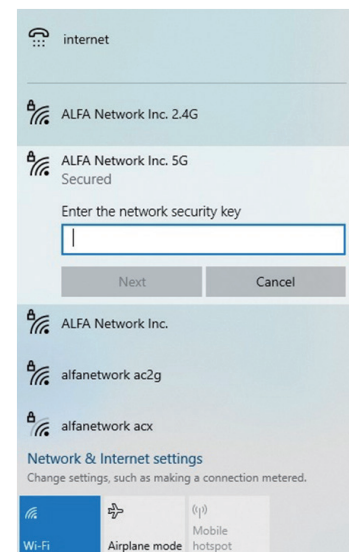 internet
ALFA Network Inc. 2.4G
ALFA Network Inc. 5G
Secured
Enter the network security key
Next
Cancel
ALFA Network Inc.
alfanetwork ac2g
alfanetwork acx
Network & Internet settings
Change settings, such as making a connection metered.
Wi-Fi
Airplane mode
Mobile
hotspot